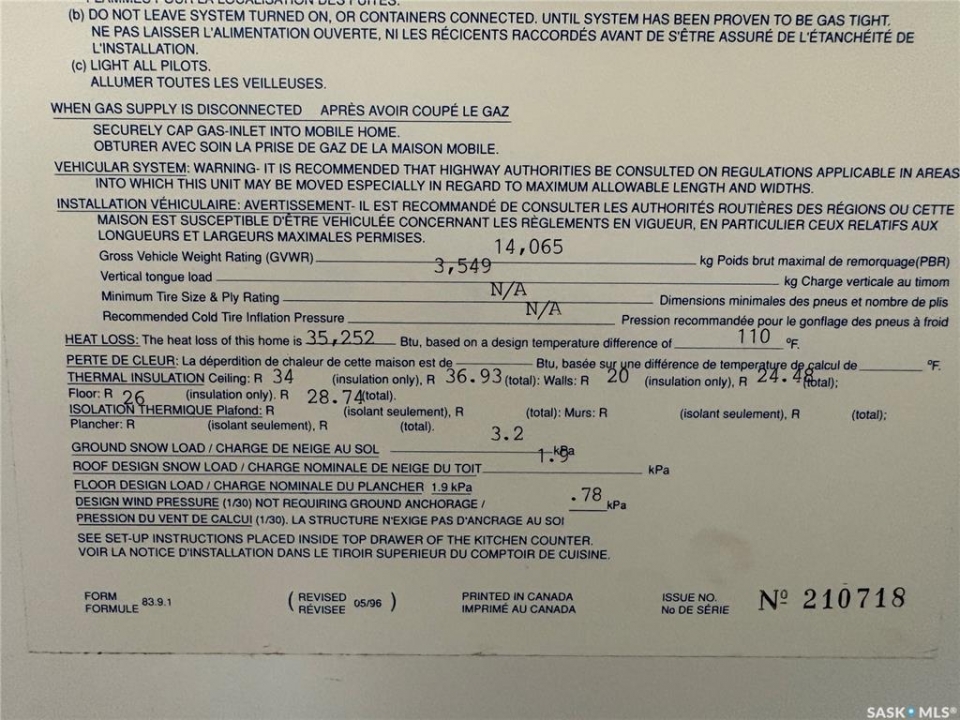 (b) DO NOT LEAVE SYSTEM TURNED ON, OR CONTAINERS CONNECTED. UNTIL SYSTEM HAS BEEN PROVEN TO BE GAS TIGHT.
NE PAS LAISSER L'ALIMENTATION OUVERTE, NI LES RÉCIPENTS RACCORDÉS AVANT DE S'ÊTRE ASSURÉ DE L'ÉTANCHÉITÉ DE
L'INSTALLATION.
(c) LIGHT ALL PILOTS.
ALLUMER TOUTES LES VEILLEUSES.
WHEN GAS SUPPLY IS DISCONNECTED APRÈS AVOIR COUPÉ LE GAZ
SECURELY CAP GAS-INLET INTO MOBILE HOME.
OBTURER AVEC SOIN LA PRISE DE GAZ DE LA MAISON MOBILE.
VEHICULAR SYSTEM: WARNING- IT IS RECOMMENDED THAT HIGHWAY AUTHORITIES BE CONSULTED ON REGULATIONS APPLICABLE IN AREAS
INTO WHICH THIS UNIT MAY BE MOVED ESPECIALLY IN REGARD TO MAXIMUM ALLOWABLE LENGTH AND WIDTHS.
INSTALLATION VÉHICULAIRE: AVERTISSEMENT- IL EST RECOMMANDÉ DE CONSULTER LES AUTORITÉS ROUTIÈRES DES RÉGIONS OU CETTE
MAISON EST SUSCEPTIBLE D'ÊTRE VEHICULÉE CONCERNANT LES RÈGLEMENTS EN VIGUEUR, EN PARTICULIER CEUX RELATIFS AUX
LONGUEURS ET LARGEURS MAXIMALES PERMISES.
Gross Vehicle Weight Rating (GVWR) 14,065 kg Poids brut maximal de remorquage(PBR)
Vertical tongue load 3,549 kg Charge verticale au timom
Minimum Tire Size & Ply Rating N/A Dimensions minimales des pneus et nombre de plis
Recommended Cold Tire Inflation Pressure N/A Pression recommandée pour le gonflage des pneus à froid
HEAT LOSS: The heat loss of this home is 35,252 Btu, based on a design temperature difference of 110 °F.
PERTE DE CLEUR: La déperdition de chaleur de cette maison est de Btu, basée sur une différence de temperature de calcul de °F.
THERMAL INSULATION Ceiling: R 34 (insulation only), R 36.93 (total): Walls: R 20 (insulation only), R 24.48 (total);
Floor: R 26 (insulation only). R 28.74 (total).
ISOLATION THERMIQUE Plafond: R (isolant seulement), R (total): Murs: R (isolant seulement), R (total);
Plancher: R (isolant seulement), R (total).
GROUND SNOW LOAD / CHARGE DE NEIGE AU SOL 3.2 kPa
ROOF DESIGN SNOW LOAD / CHARGE NOMINALE DE NEIGE DU TOIT 1.9 kPa
FLOOR DESIGN LOAD / CHARGE NOMINALE DU PLANCHER 1.9 kPa
DESIGN WIND PRESSURE (1/30) NOT REQUIRING GROUND ANCHORAGE / .78 kPa
PRESSION DU VENT DE CALCUI (1/30). LA STRUCTURE N'EXIGE PAS D'ANCRAGE AU SOI
SEE SET-UP INSTRUCTIONS PLACED INSIDE TOP DRAWER OF THE KITCHEN COUNTER.
VOIR LA NOTICE D'INSTALLATION DANS LE TIROIR SUPERIEUR DU COMPTOIR DE CUISINE.
FORM 83.9.1 (REVISED 05/96) PRINTED IN CANADA ISSUE NO. Nº 210718
FORMULE RÉVISÉE IMPRIMÉ AU CANADA No DE SÉRIE
SASK MLS®